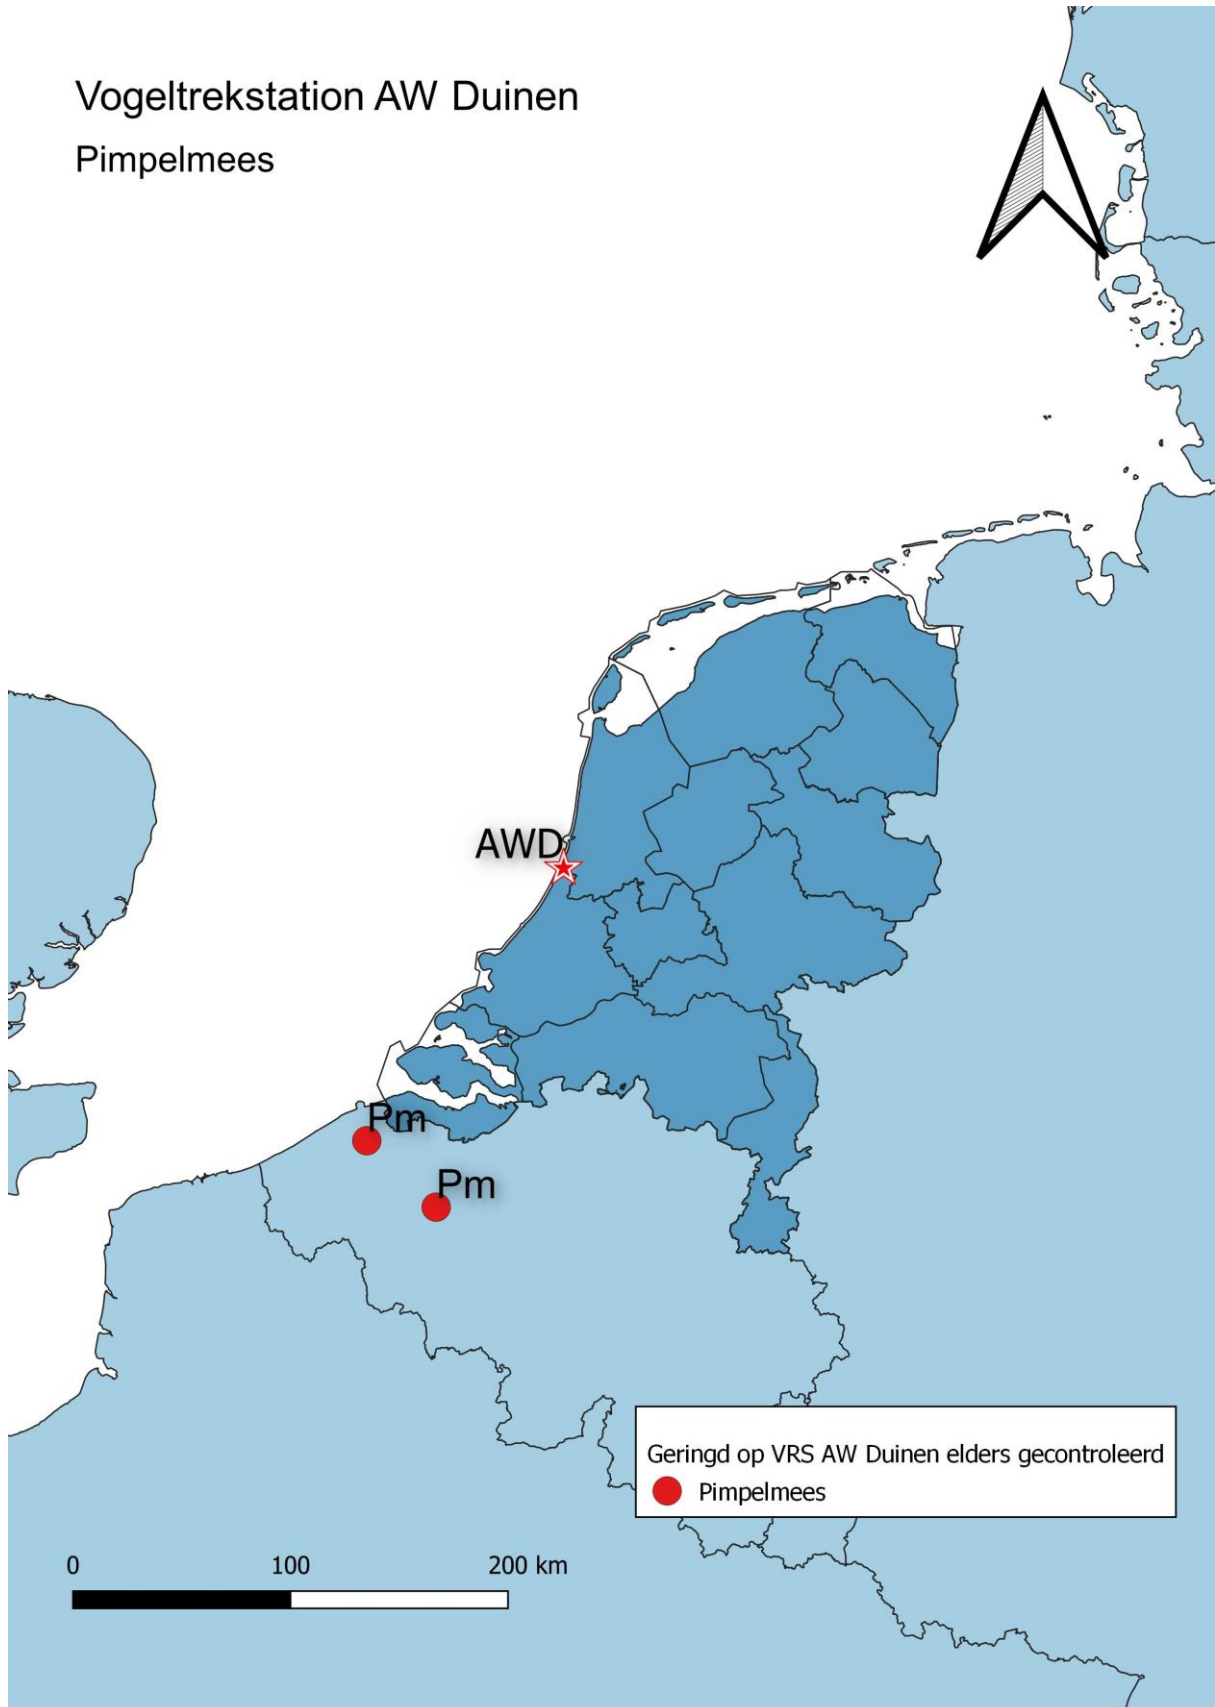 Vogeltrekstation AW Duinen
Pimpelmees
AWD
Pm
Pm
Geringd op VRS AW Duinen elders gecontroleerd
Pimpelmees
0 100 200 km